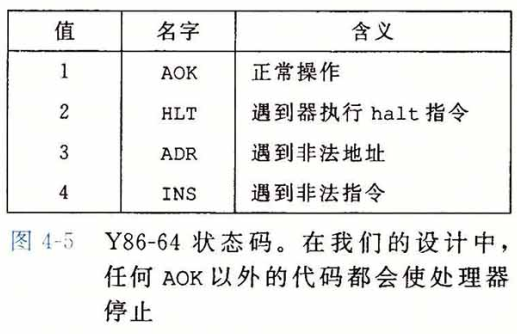 值 名字 含义
1 AOK 正常操作
2 HLT 遇到器执行 halt 指令
3 ADR 遇到非法地址
4 INS 遇到非法指令
图 4-5 Y86-64 状态码。在我们的设计中，
任何 AOK 以外的代码都会使处理器
停止